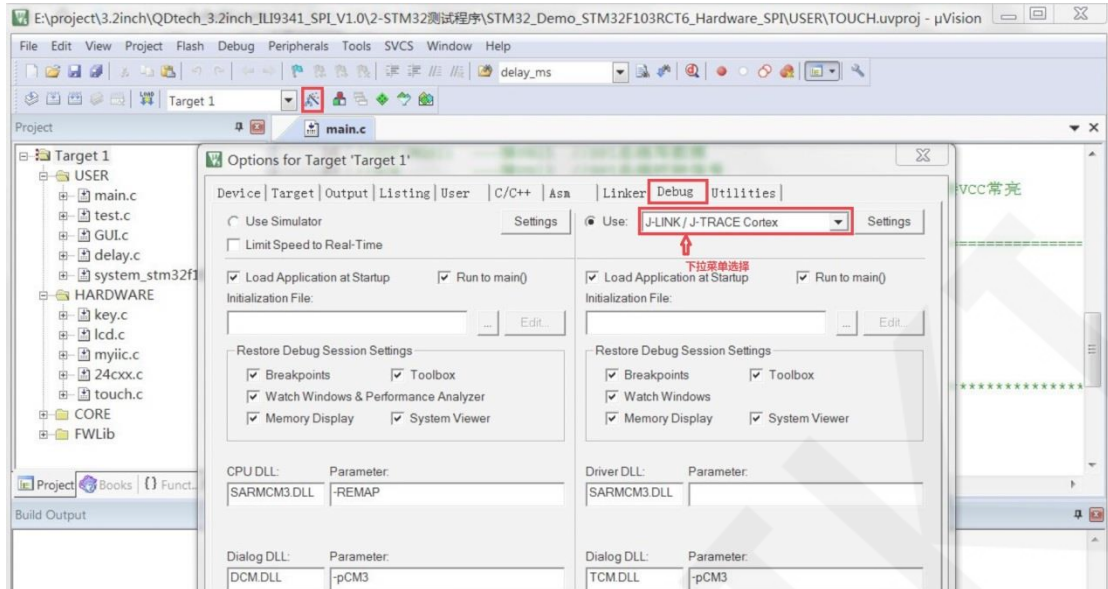 E:\project\3.2inch\QDtech_3.2inch_ILI9341_SPI_V1.0\2-STM32测试程序\STM32_Demo_STM32F103RCT6_Hardware_SPI\USER\TOUCH.uvproj - µVision
File Edit View Project Flash Debug Peripherals Tools SVCS Window Help
delay_ms
LOAD Target 1
Project
main.c
Target 1
USER
main.c
test.c
GUI.c
delay.c
system_stm32f1
HARDWARE
key.c
lcd.c
myiic.c
24cxx.c
touch.c
CORE
FWLib
Project Books {} Funct...
Build Output
VCC常亮
==============
**************
Options for Target 'Target 1'
Device Target Output Listing User C/C++ Asm Linker Debug Utilities
Use Simulator Settings
Limit Speed to Real-Time
Load Application at Startup Run to main()
Initialization File:
... Edit...
Restore Debug Session Settings
Breakpoints Toolbox
Watch Windows & Performance Analyzer
Memory Display System Viewer
CPU DLL: Parameter:
SARMCM3.DLL -REMAP
Dialog DLL: Parameter:
DCM.DLL -pCM3
Use: J-LINK / J-TRACE Cortex Settings
下拉菜单选择
Load Application at Startup Run to main()
Initialization File:
... Edit...
Restore Debug Session Settings
Breakpoints Toolbox
Watch Windows
Memory Display System Viewer
Driver DLL: Parameter:
SARMCM3.DLL
Dialog DLL: Parameter:
TCM.DLL -pCM3